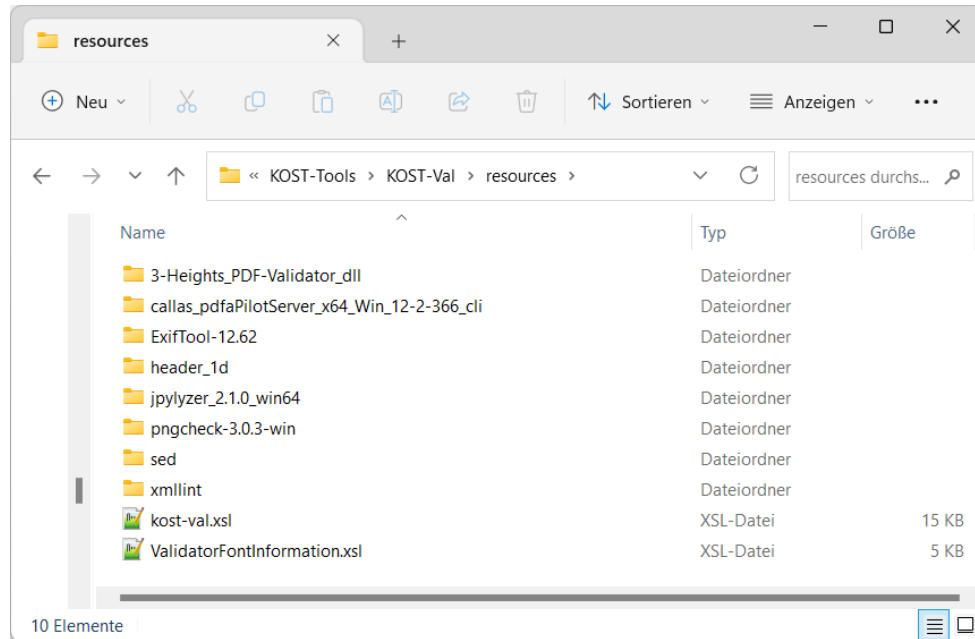 resources
Neu Sortieren Anzeigen
« KOST-Tools > KOST-Val > resources > resources durchs...
Name Typ Größe
3-Heights_PDF-Validator_dll Dateiordner
callas_pdfaPilotServer_x64_Win_12-2-366_cli Dateiordner
ExifTool-12.62 Dateiordner
header_1d Dateiordner
jpylyzer_2.1.0_win64 Dateiordner
pngcheck-3.0.3-win Dateiordner
sed Dateiordner
xmllint Dateiordner
kost-val.xsl XSL-Datei 15 KB
ValidatorFontInformation.xsl XSL-Datei 5 KB
10 Elemente